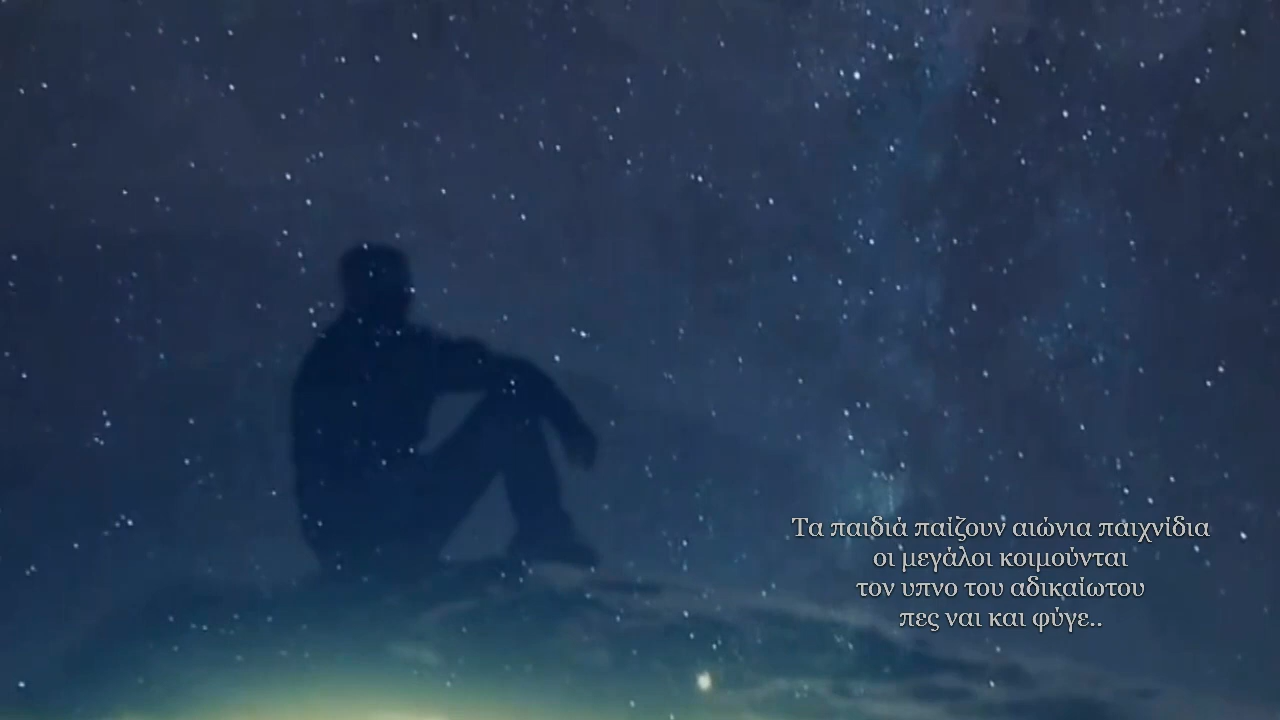 Τα παιδιά παίζουν αιώνια παιχνίδια
οι μεγάλοι κοιμούνται
τον υπνο του αδικαίωτου
πες ναι και φύγε..